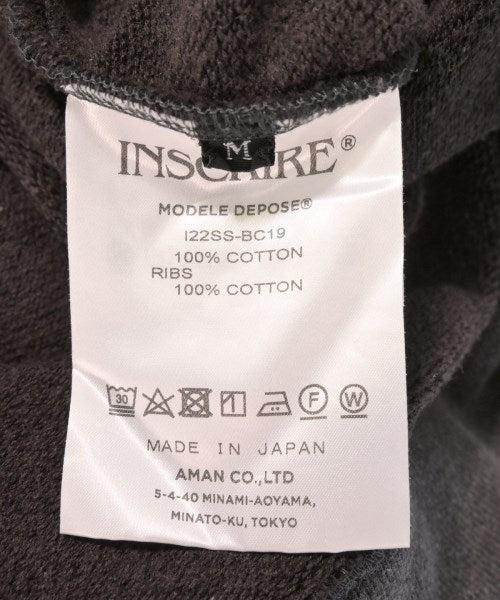 M
INSCRIRE®
MODELE DEPOSE®
I22SS-BC19
100% COTTON
RIBS
100% COTTON
30 F W
MADE IN JAPAN
AMAN CO.,LTD
5-4-40 MINAMI-AOYAMA,
MINATO-KU, TOKYO